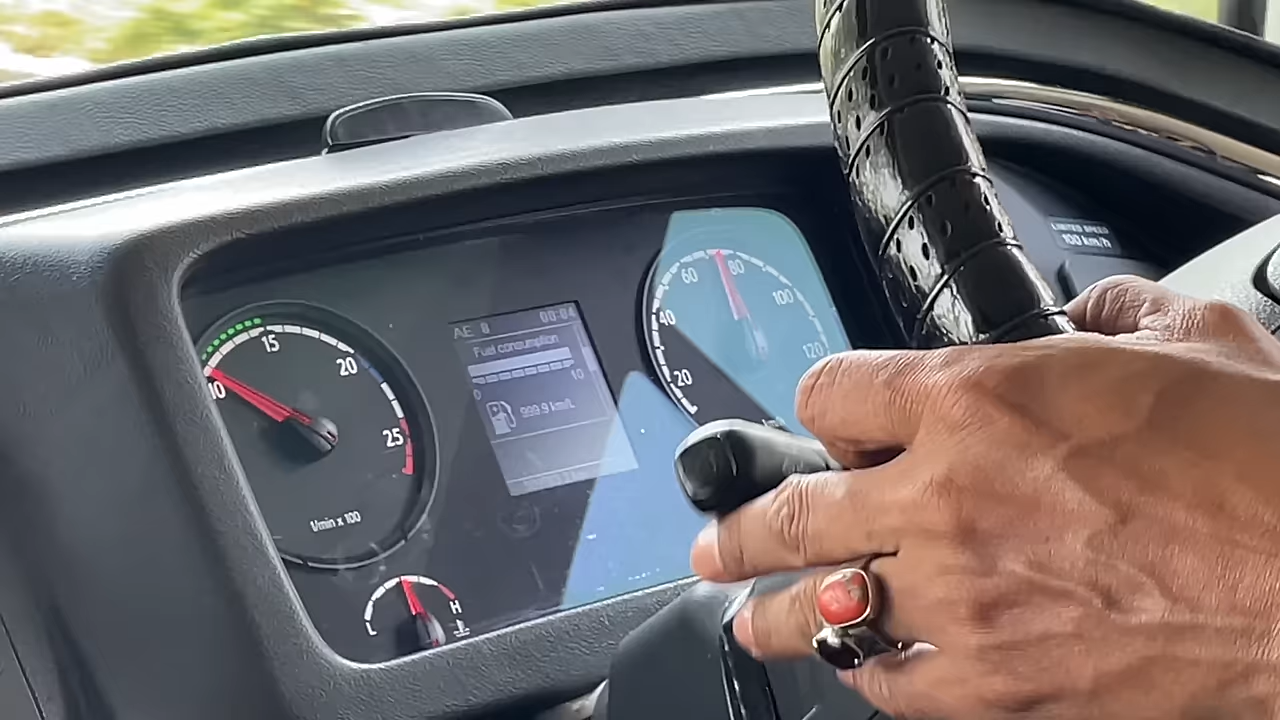 LIMITED SPEED
100 km/h
10
15
20
25
1/min x 100
AE 8 00:04
Fuel consumption
0 10
999.9 km/L
20
40
60
80
100
120
L H